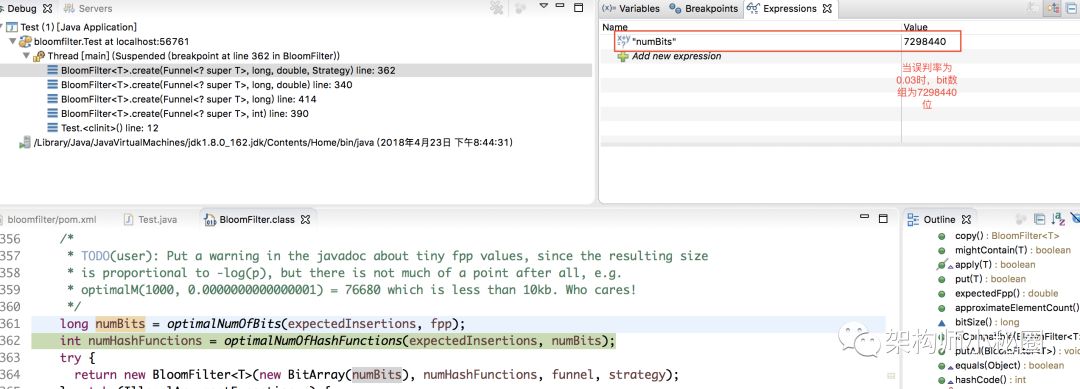 Debug
Servers
Test (1) [Java Application]
bloomfilter.Test at localhost:56761
Thread [main] (Suspended (breakpoint at line 362 in BloomFilter))
BloomFilter<T>.create(Funnel<? super T>, long, double, Strategy) line: 362
BloomFilter<T>.create(Funnel<? super T>, long, double) line: 340
BloomFilter<T>.create(Funnel<? super T>, long) line: 414
BloomFilter<T>.create(Funnel<? super T>, int) line: 390
Test.<clinit>() line: 12
/Library/Java/JavaVirtualMachines/jdk1.8.0_162.jdk/Contents/Home/bin/java (2018年4月23日 下午8:44:31)
(x)= Variables
Breakpoints
Expressions
Name
Value
"numBits"
7298440
Add new expression
当误判率为
0.03时，bit数
组为7298440
位
bloomfilter/pom.xml
Test.java
BloomFilter.class
356 /*
357 * TODO(user): Put a warning in the javadoc about tiny fpp values, since the resulting size
358 * is proportional to -log(p), but there is not much of a point after all, e.g.
359 * optimalM(1000, 0.0000000000000001) = 76680 which is less than 10kb. Who cares!
360 */
361 long numBits = optimalNumOfBits(expectedInsertions, fpp);
362 int numHashFunctions = optimalNumOfHashFunctions(expectedInsertions, numBits);
363 try {
364 return new BloomFilter<T>(new BitArray(numBits), numHashFunctions, funnel, strategy);
Outline
copy() : BloomFilter<T>
mightContain(T) : boolean
apply(T) : boolean
put(T) : boolean
expectedFpp() : double
approximateElementCount()
bitSize() : long
isCompatible(BloomFilter<T>)
putAll(BloomFilter<T>) : void
equals(Object) : boolean
hashCode() : int
架构师小秘圈